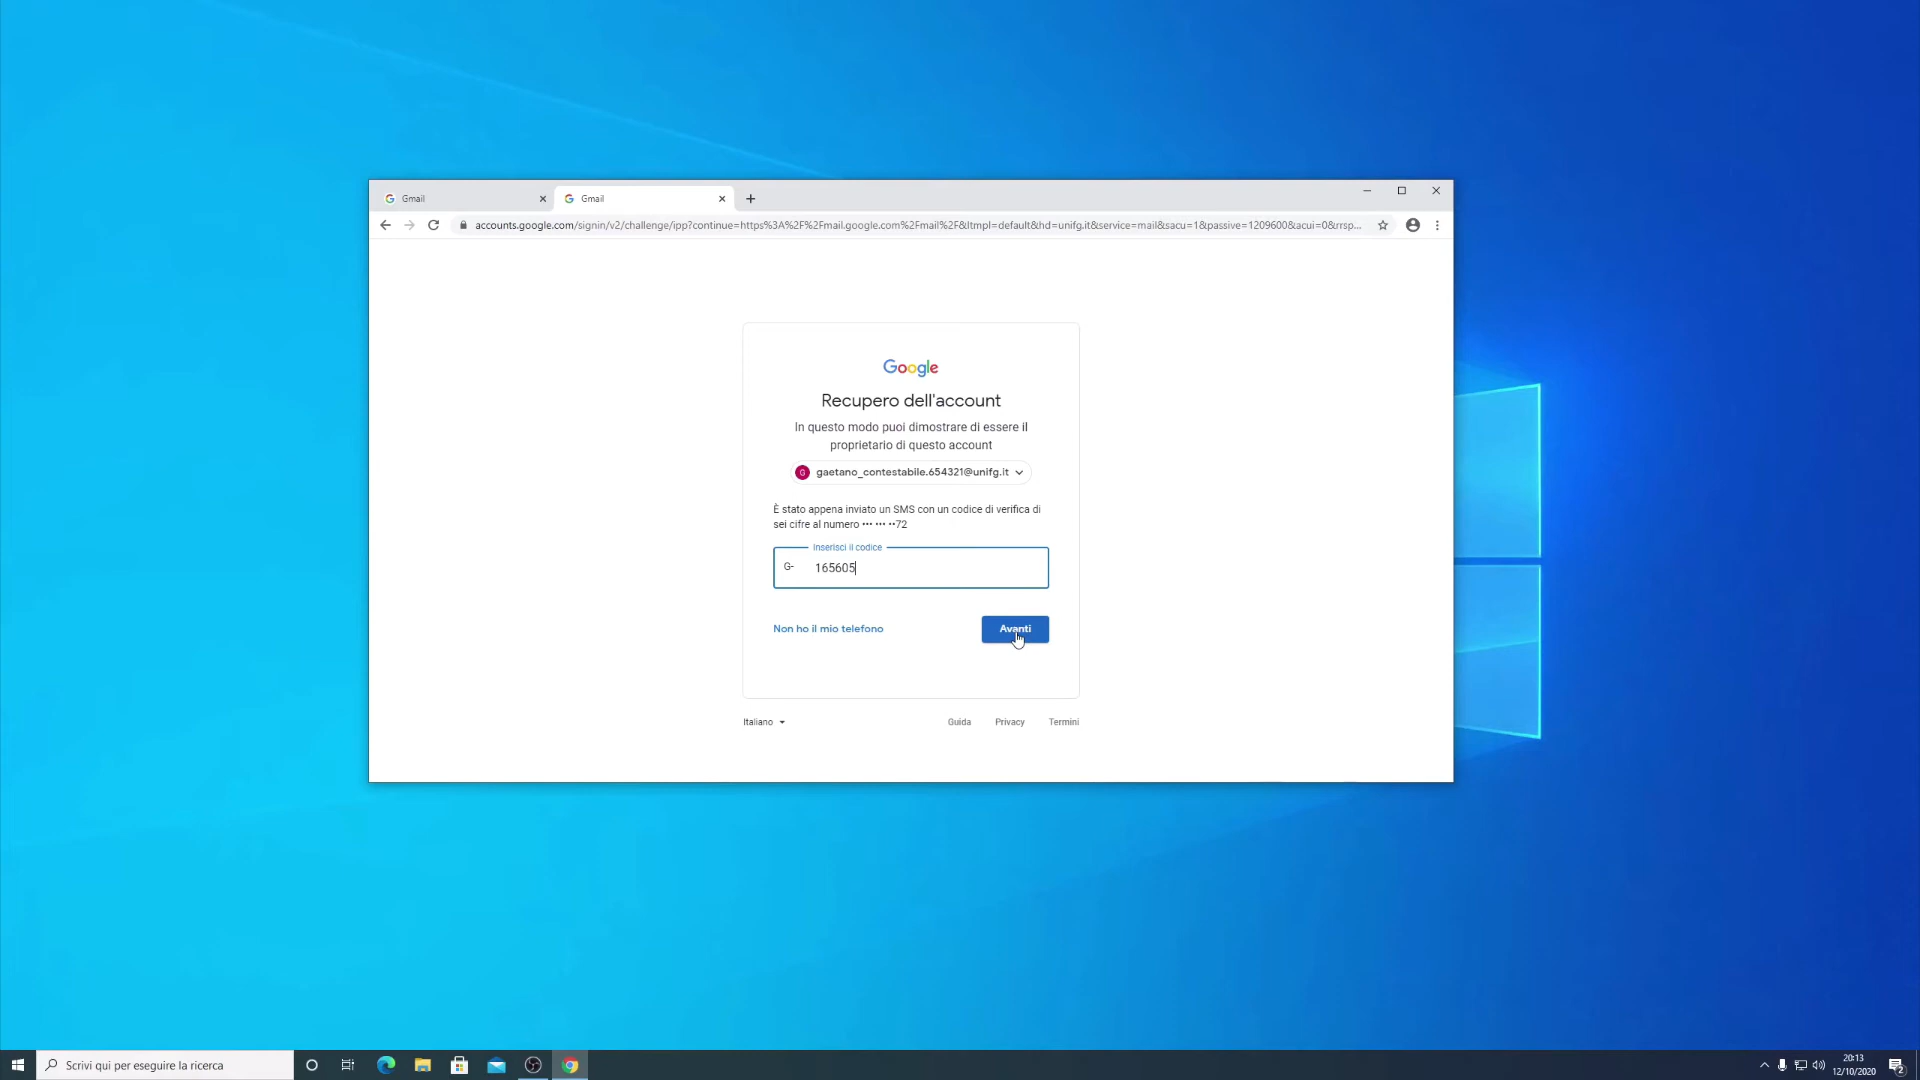 Gmail
Gmail
accounts.google.com/signin/v2/challenge/ipp?continue=https%3A%2F%2Fmail.google.com%2Fmail%2F&ltmpl=default&hd=unifg.it&service=mail&sacu=1&passive=1209600&acui=0&rrsp...
Google
Recupero dell'account
In questo modo puoi dimostrare di essere il
proprietario di questo account
G gaetano_contestabile.654321@unifg.it
È stato appena inviato un SMS con un codice di verifica di
sei cifre al numero ••• ••• ••72
Inserisci il codice
G- 165605
Non ho il mio telefono
Avanti
Italiano
Guida Privacy Termini
Scrivi qui per eseguire la ricerca
20:13
12/10/2020
2